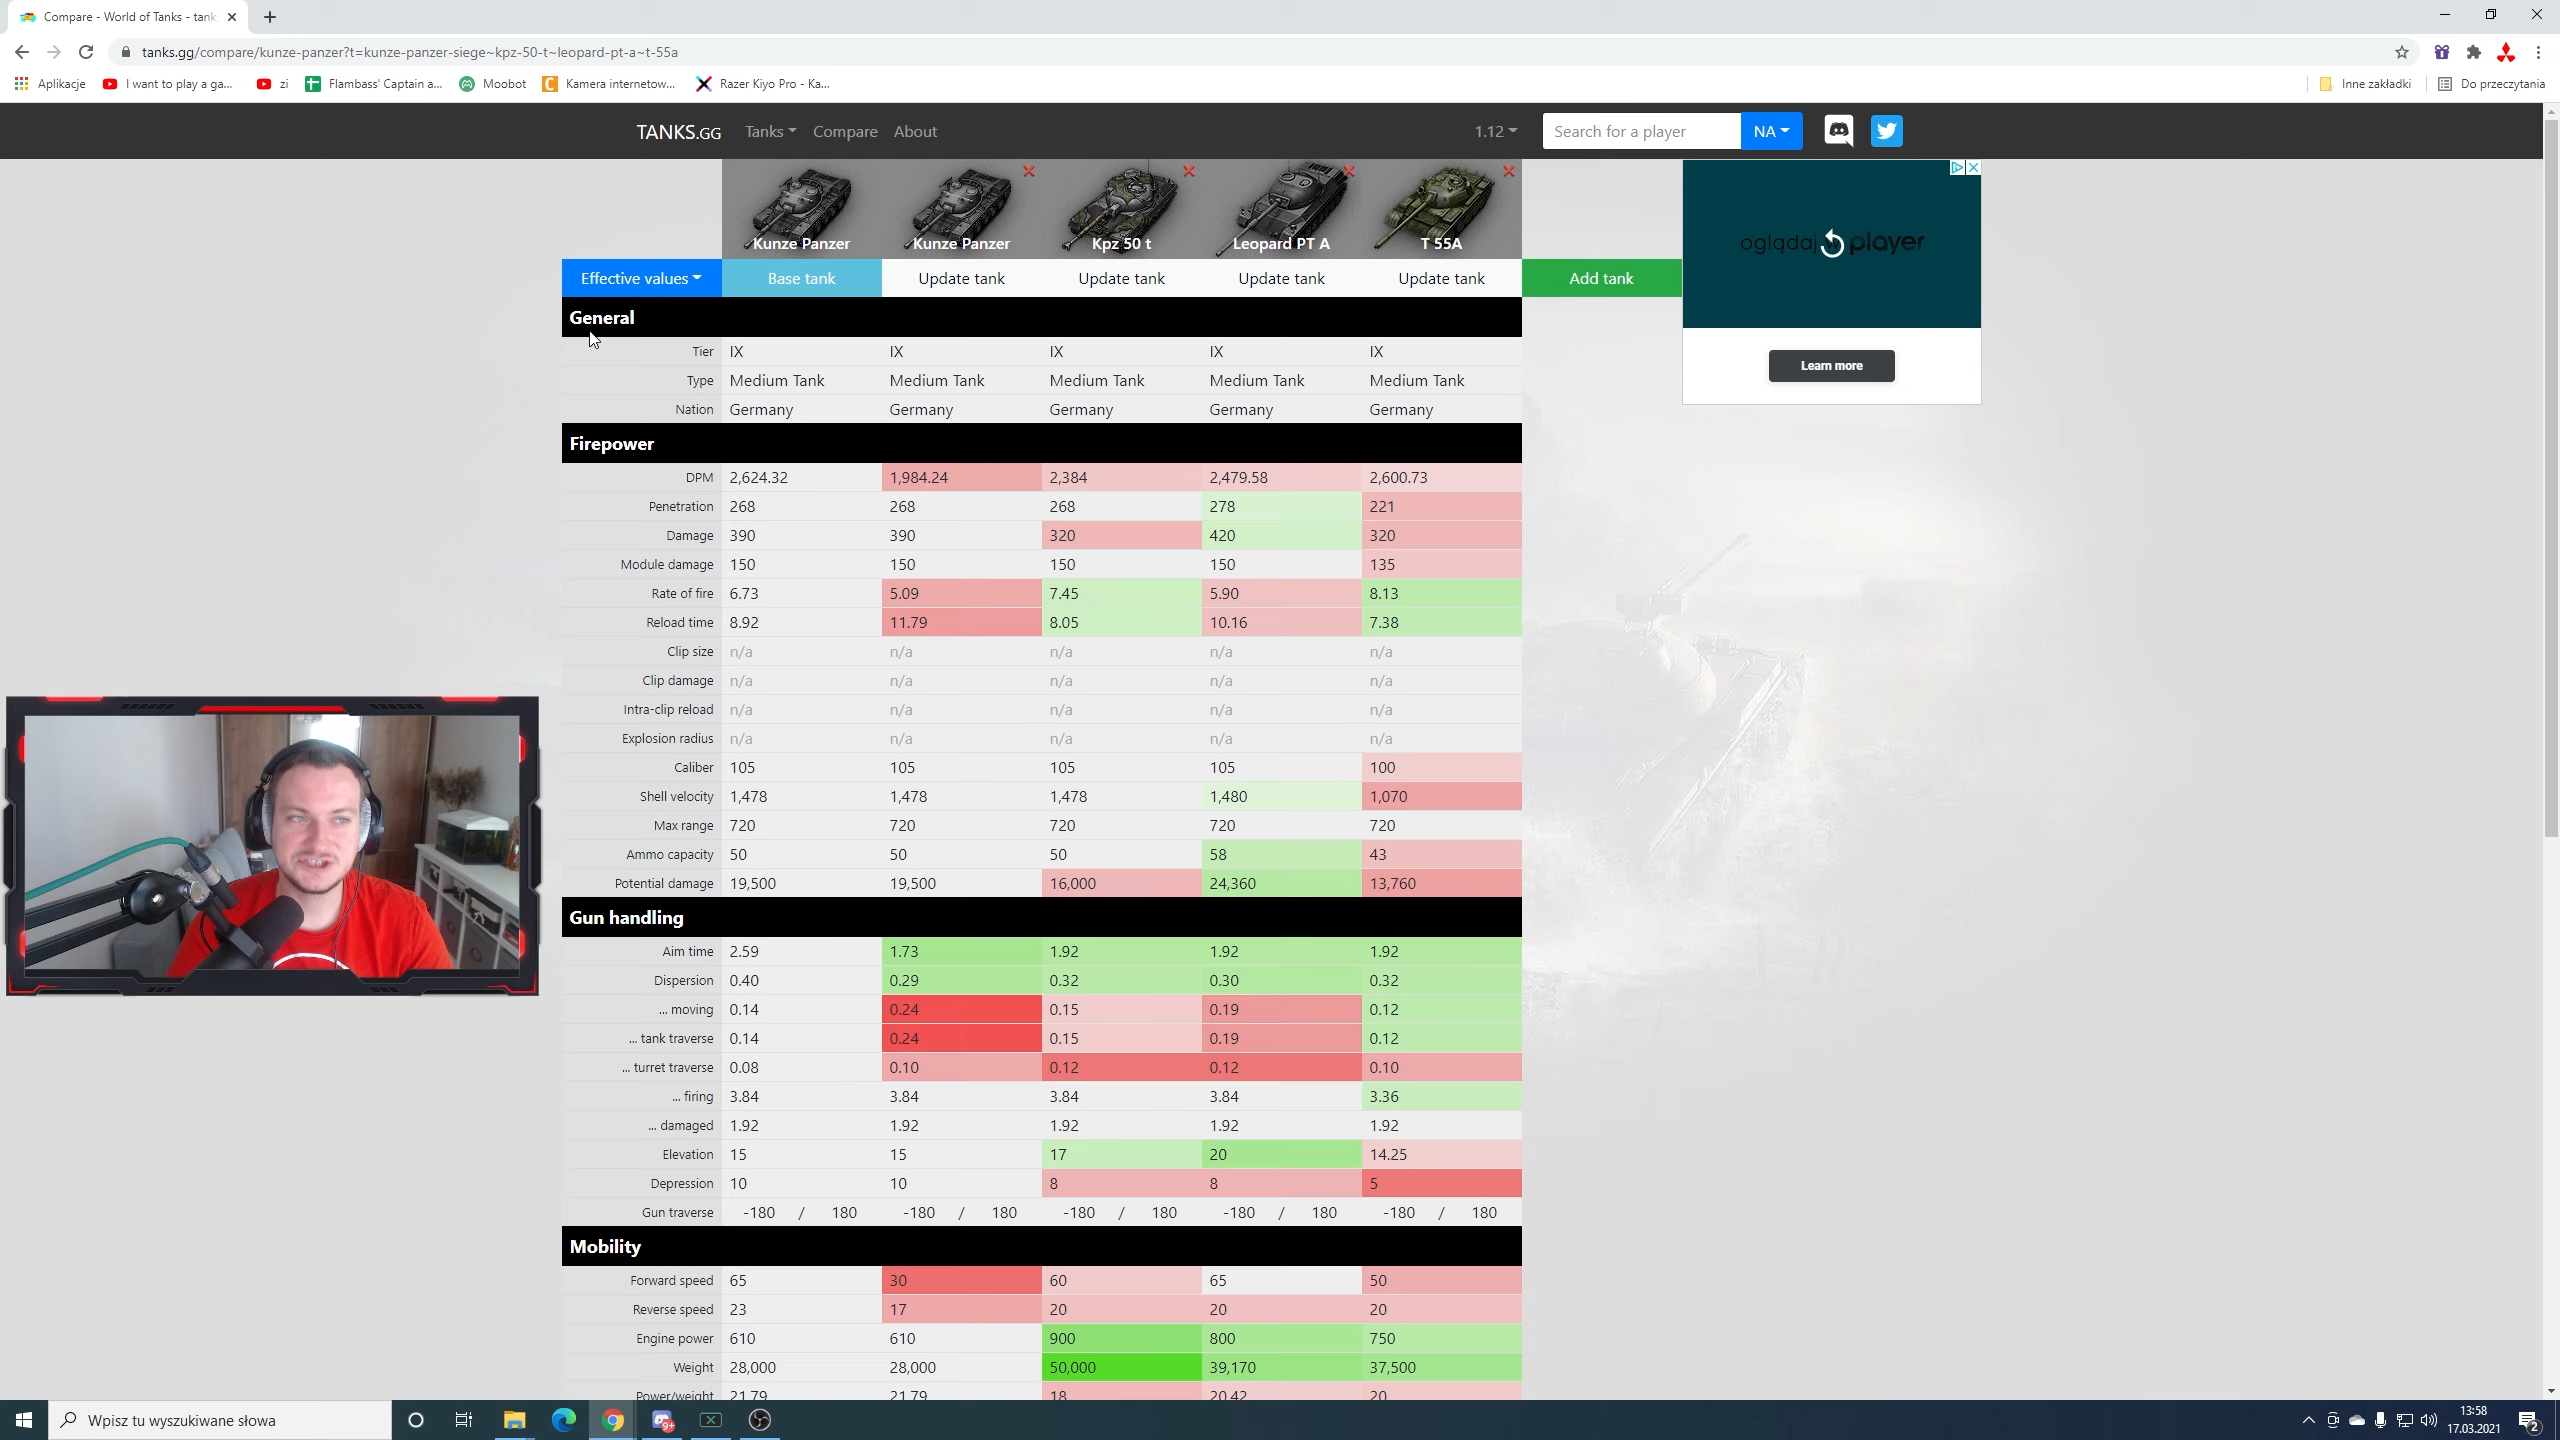 Compare - World of Tanks - tank
tanks.gg/compare/kunze-panzer?t=kunze-panzer-siege~kpz-50-t~leopard-pt-a~t-55a
Aplikacje
I want to play a ga...
zi
Flambass' Captain a...
Moobot
Kamera internetow...
Razer Kiyo Pro - Ka...
Inne zakładki
Do przeczytania
TANKS.GG Tanks Compare About 1.12 Search for a player NA
Kunze Panzer Kunze Panzer Kpz 50 t Leopard PT A T 55A
oglądaj w player
Effective values Base tank Update tank Update tank Update tank Update tank Add tank
General
Learn more
Tier IX IX IX IX IX
Type Medium Tank Medium Tank Medium Tank Medium Tank Medium Tank
Nation Germany Germany Germany Germany Germany
Firepower
DPM 2,624.32 1,984.24 2,384 2,479.58 2,600.73
Penetration 268 268 268 278 221
Damage 390 390 320 420 320
Module damage 150 150 150 150 135
Rate of fire 6.73 5.09 7.45 5.90 8.13
Reload time 8.92 11.79 8.05 10.16 7.38
Clip size n/a n/a n/a n/a n/a
Clip damage n/a n/a n/a n/a n/a
Intra-clip reload n/a n/a n/a n/a n/a
Explosion radius n/a n/a n/a n/a n/a
Caliber 105 105 105 105 100
Shell velocity 1,478 1,478 1,478 1,480 1,070
Max range 720 720 720 720 720
Ammo capacity 50 50 50 58 43
Potential damage 19,500 19,500 16,000 24,360 13,760
Gun handling
Aim time 2.59 1.73 1.92 1.92 1.92
Dispersion 0.40 0.29 0.32 0.30 0.32
... moving 0.14 0.24 0.15 0.19 0.12
... tank traverse 0.14 0.24 0.15 0.19 0.12
... turret traverse 0.08 0.10 0.12 0.12 0.10
... firing 3.84 3.84 3.84 3.84 3.36
... damaged 1.92 1.92 1.92 1.92 1.92
Elevation 15 15 17 20 14.25
Depression 10 10 8 8 5
Gun traverse -180 / 180 -180 / 180 -180 / 180 -180 / 180 -180 / 180
Mobility
Forward speed 65 30 60 65 50
Reverse speed 23 17 20 20 20
Engine power 610 610 900 800 750
Weight 28,000 28,000 50,000 39,170 37,500
Power/weight 21.79 21.79 18 20.42 20
Wpisz tu wyszukiwane słowa
9+
13:58
17.03.2021
2